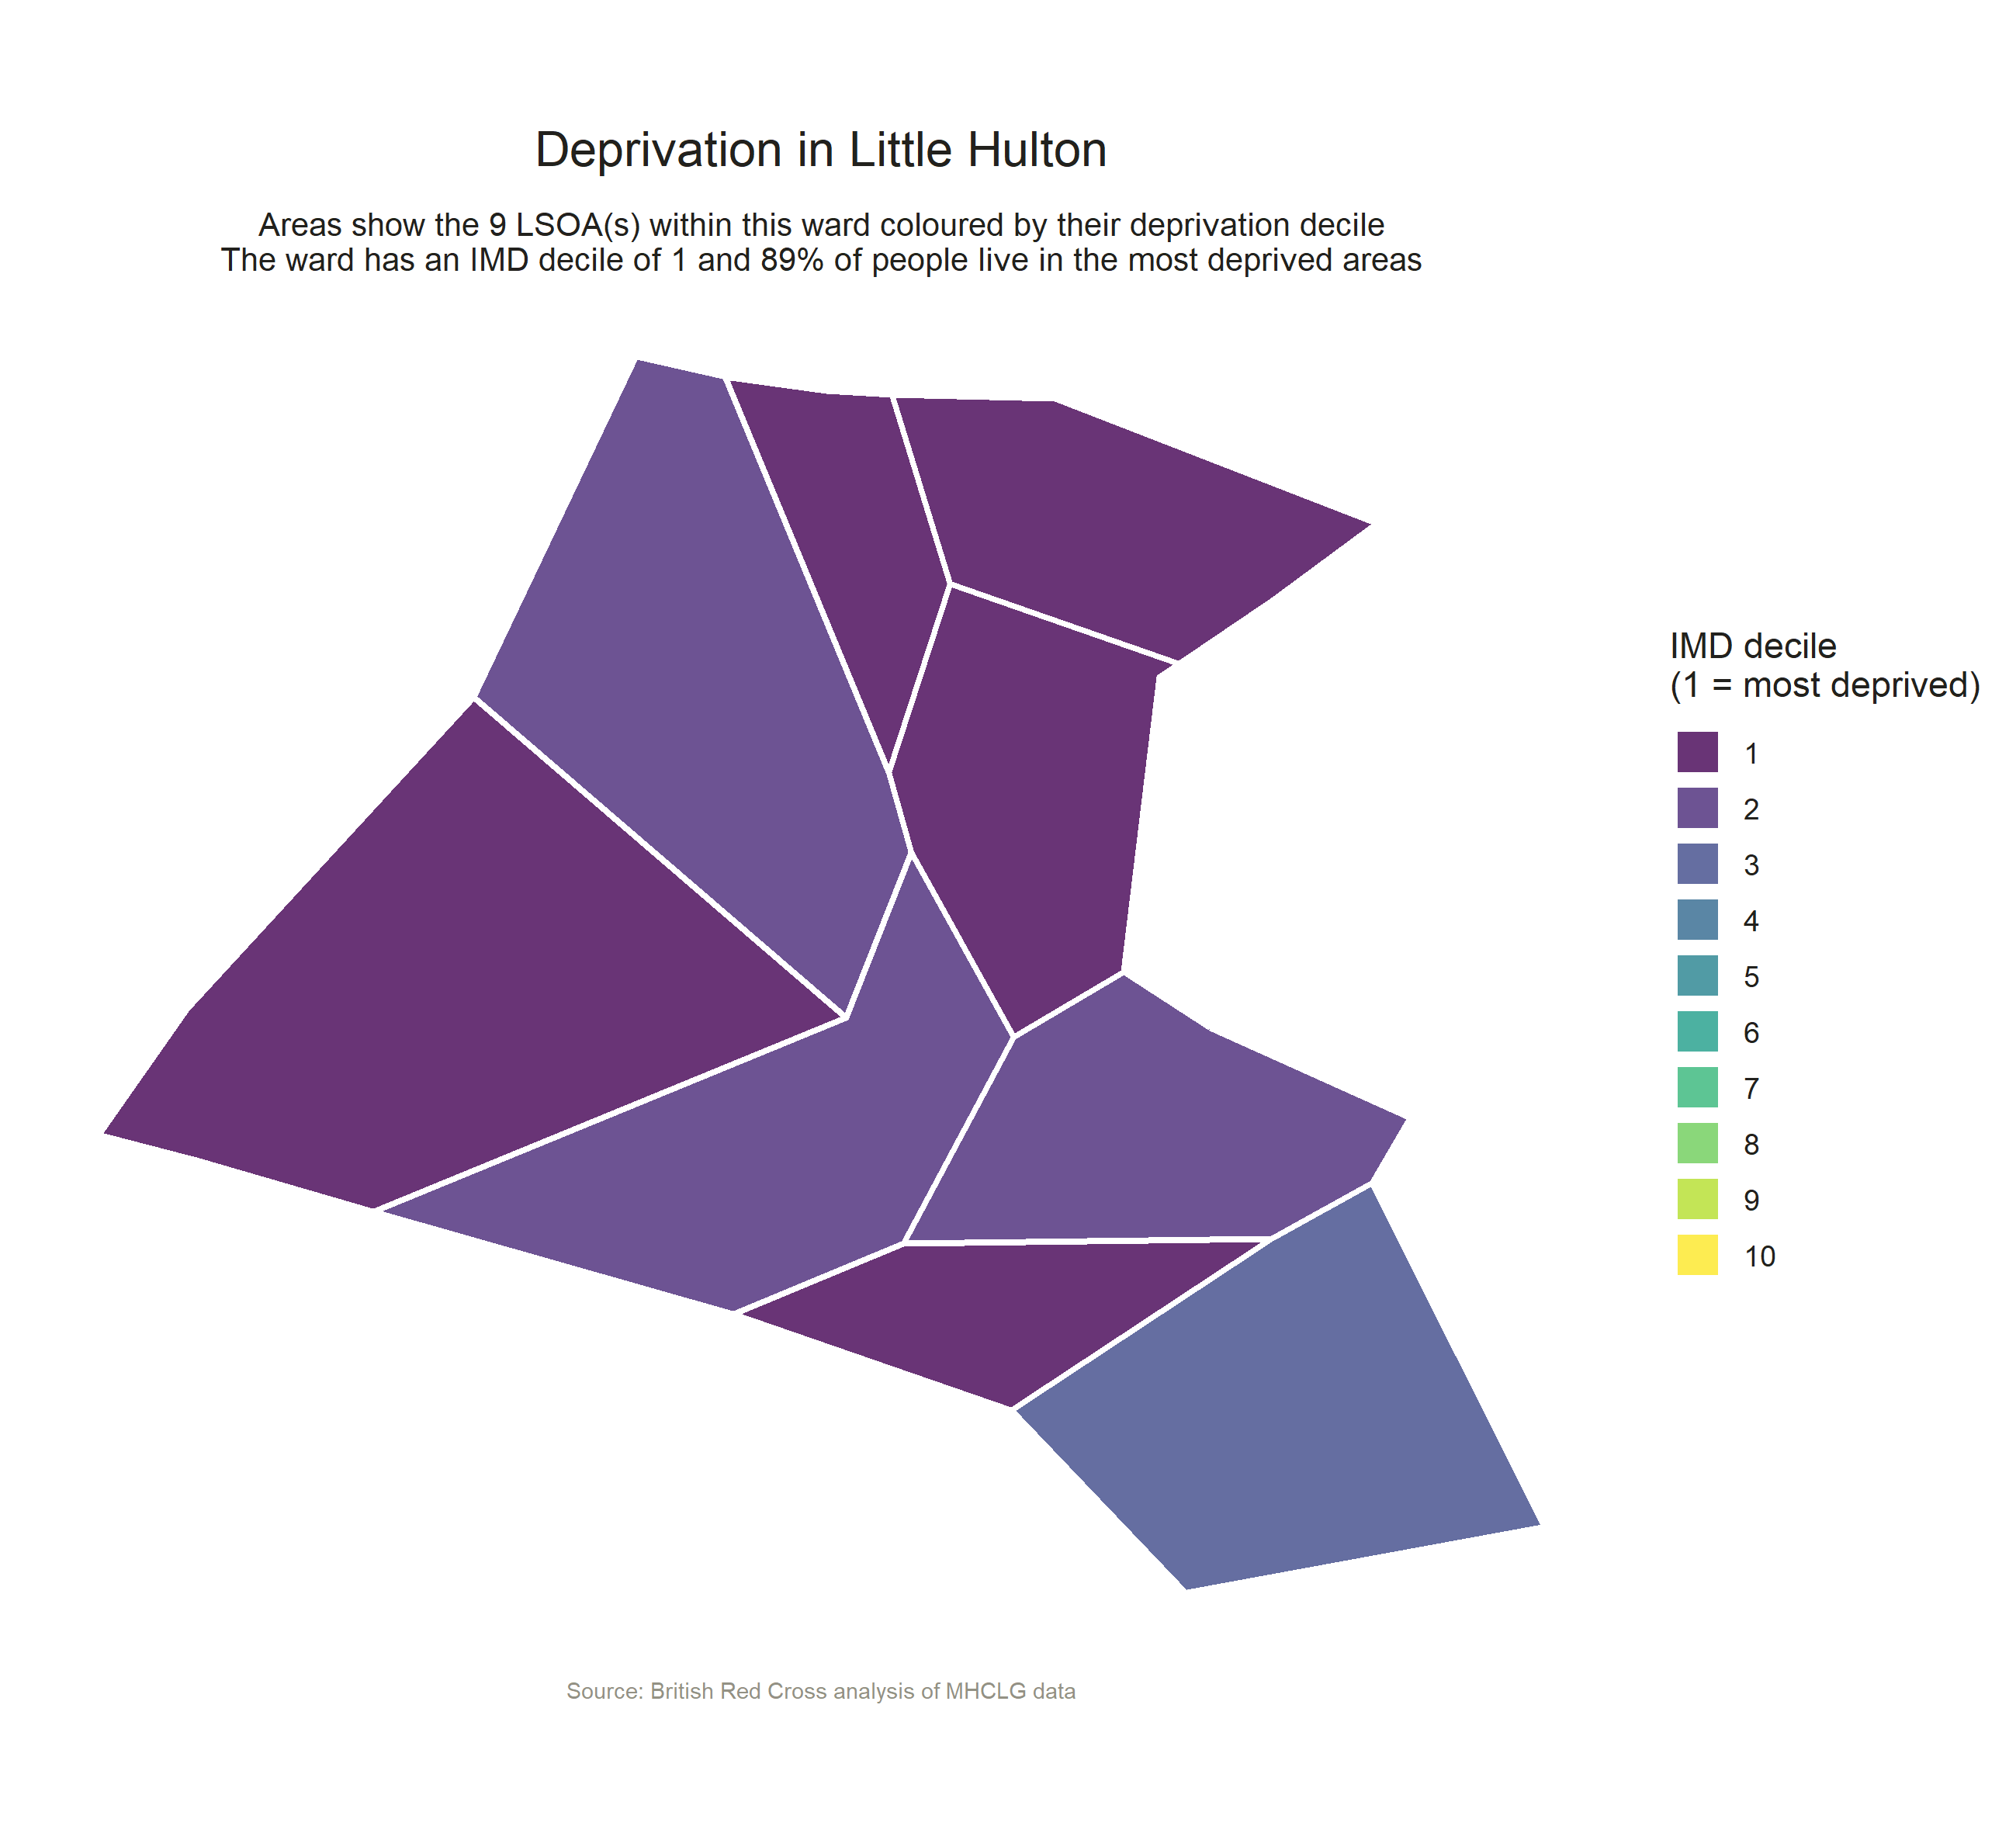 Deprivation in Little Hulton
Areas show the 9 LSOA(s) within this ward coloured by their deprivation decile
The ward has an IMD decile of 1 and 89% of people live in the most deprived areas
IMD decile
(1 = most deprived)
1
2
3
4
5
6
7
8
9
10
Source: British Red Cross analysis of MHCLG data